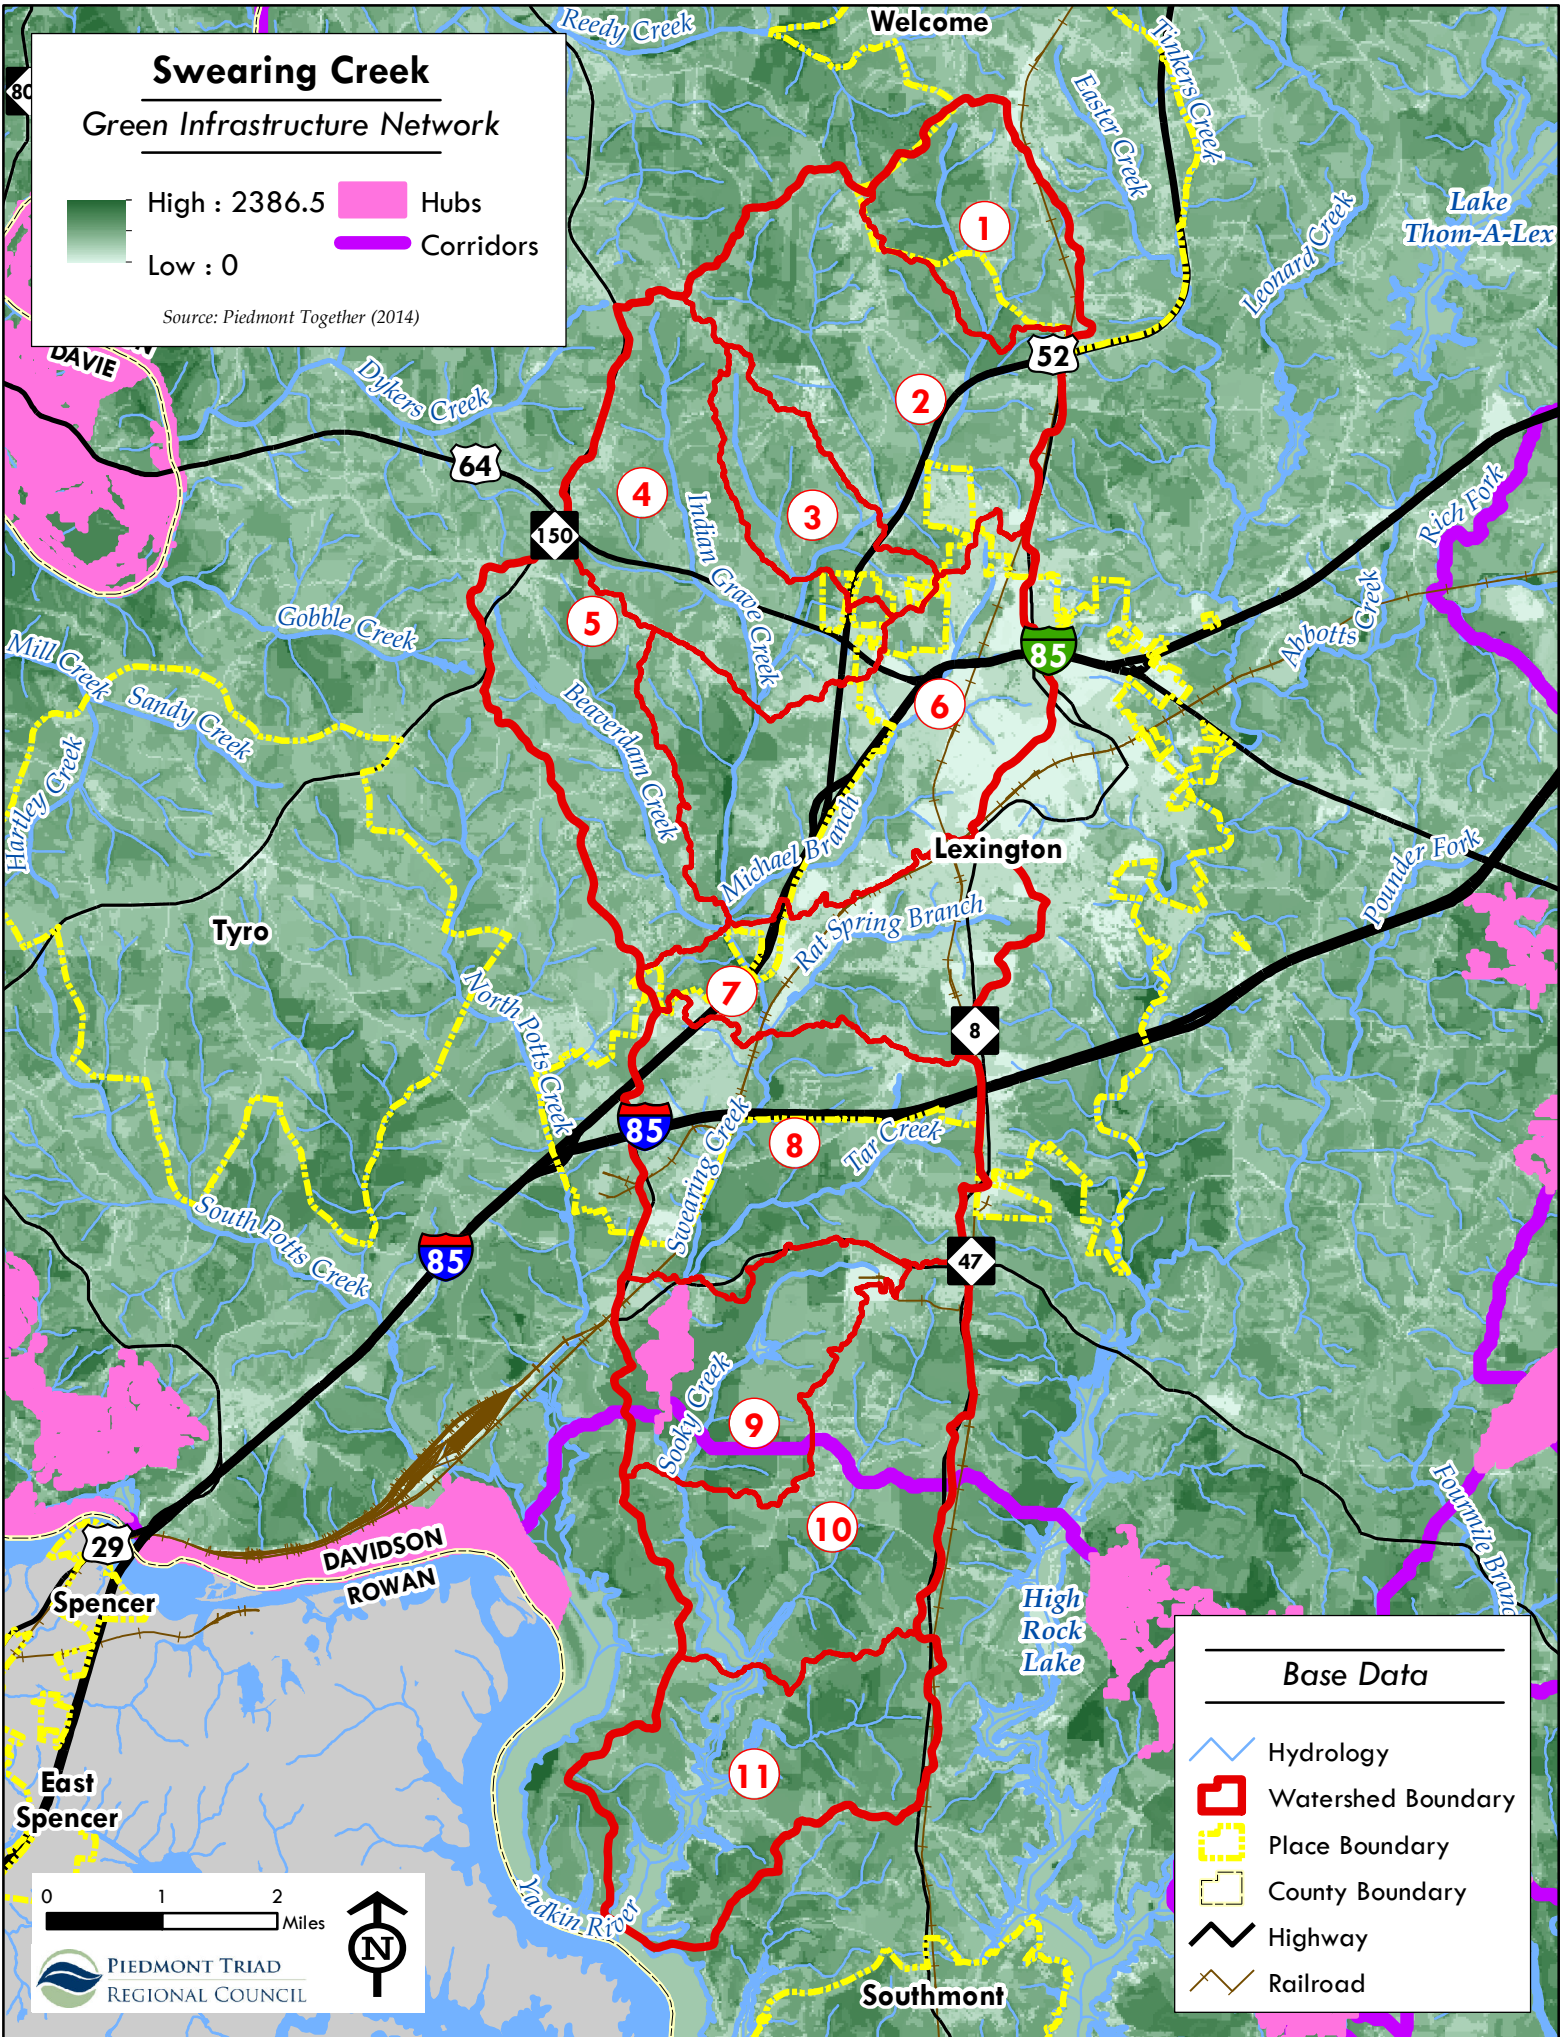 Swearing Creek
Green Infrastructure Network
High : 2386.5
Low : 0
Hubs
Corridors
Source: Piedmont Together (2014)
Reedy Creek
Welcome
Tinkers Creek
Easter Creek
Leonard Creek
Lake
Thom-A-Lex
80
DAVIE
Dykers Creek
1
52
2
64
4
3
150
Indian Grave Creek
Rich Fork
5
Gobble Creek
85
Abbotts Creek
Mill Creek
Sandy Creek
Hartley Creek
Beaverdam Creek
6
Michael Branch
Lexington
Pounder Fork
Tyro
Rat Spring Branch
North Potts Creek
7
8
85
Swearing Creek
8
Tar Creek
South Potts Creek
85
47
Sooky Creek
9
10
Fourmile Branc
29
DAVIDSON
ROWAN
Spencer
High
Rock
Lake
11
East
Spencer
Yadkin River
Southmont
Base Data
Hydrology
Watershed Boundary
Place Boundary
County Boundary
Highway
Railroad
0 1 2
Miles
N
PIEDMONT TRIAD
REGIONAL COUNCIL